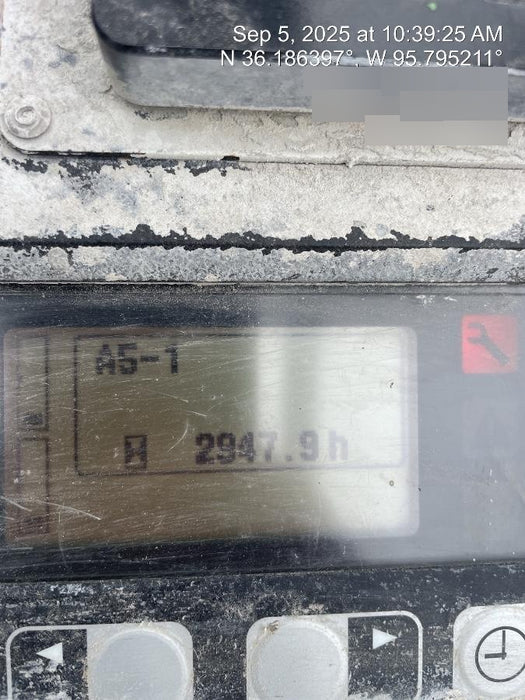 Sep 5, 2025 at 10:39:25 AM
N 36.186397°, W 95.795211°
A5-1
2947.9h